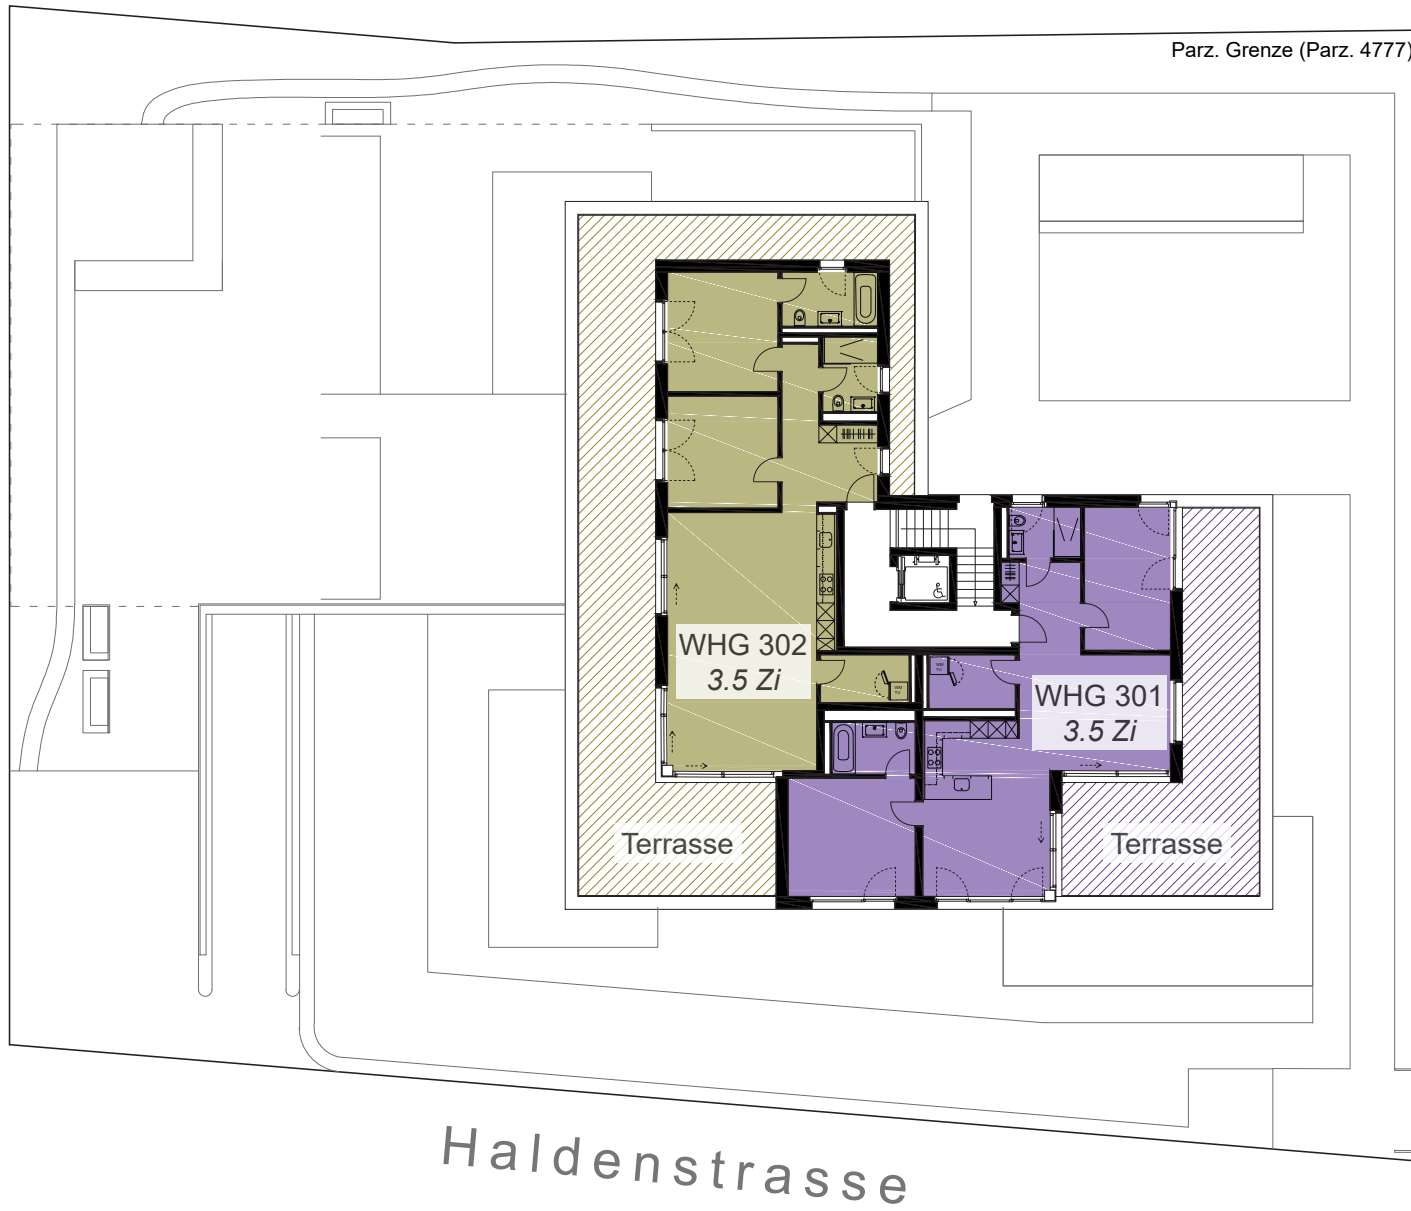 Parz. Grenze (Parz. 4777)
WHG 302
3.5 Zi
WHG 301
3.5 Zi
Terrasse
Terrasse
Haldenstrasse